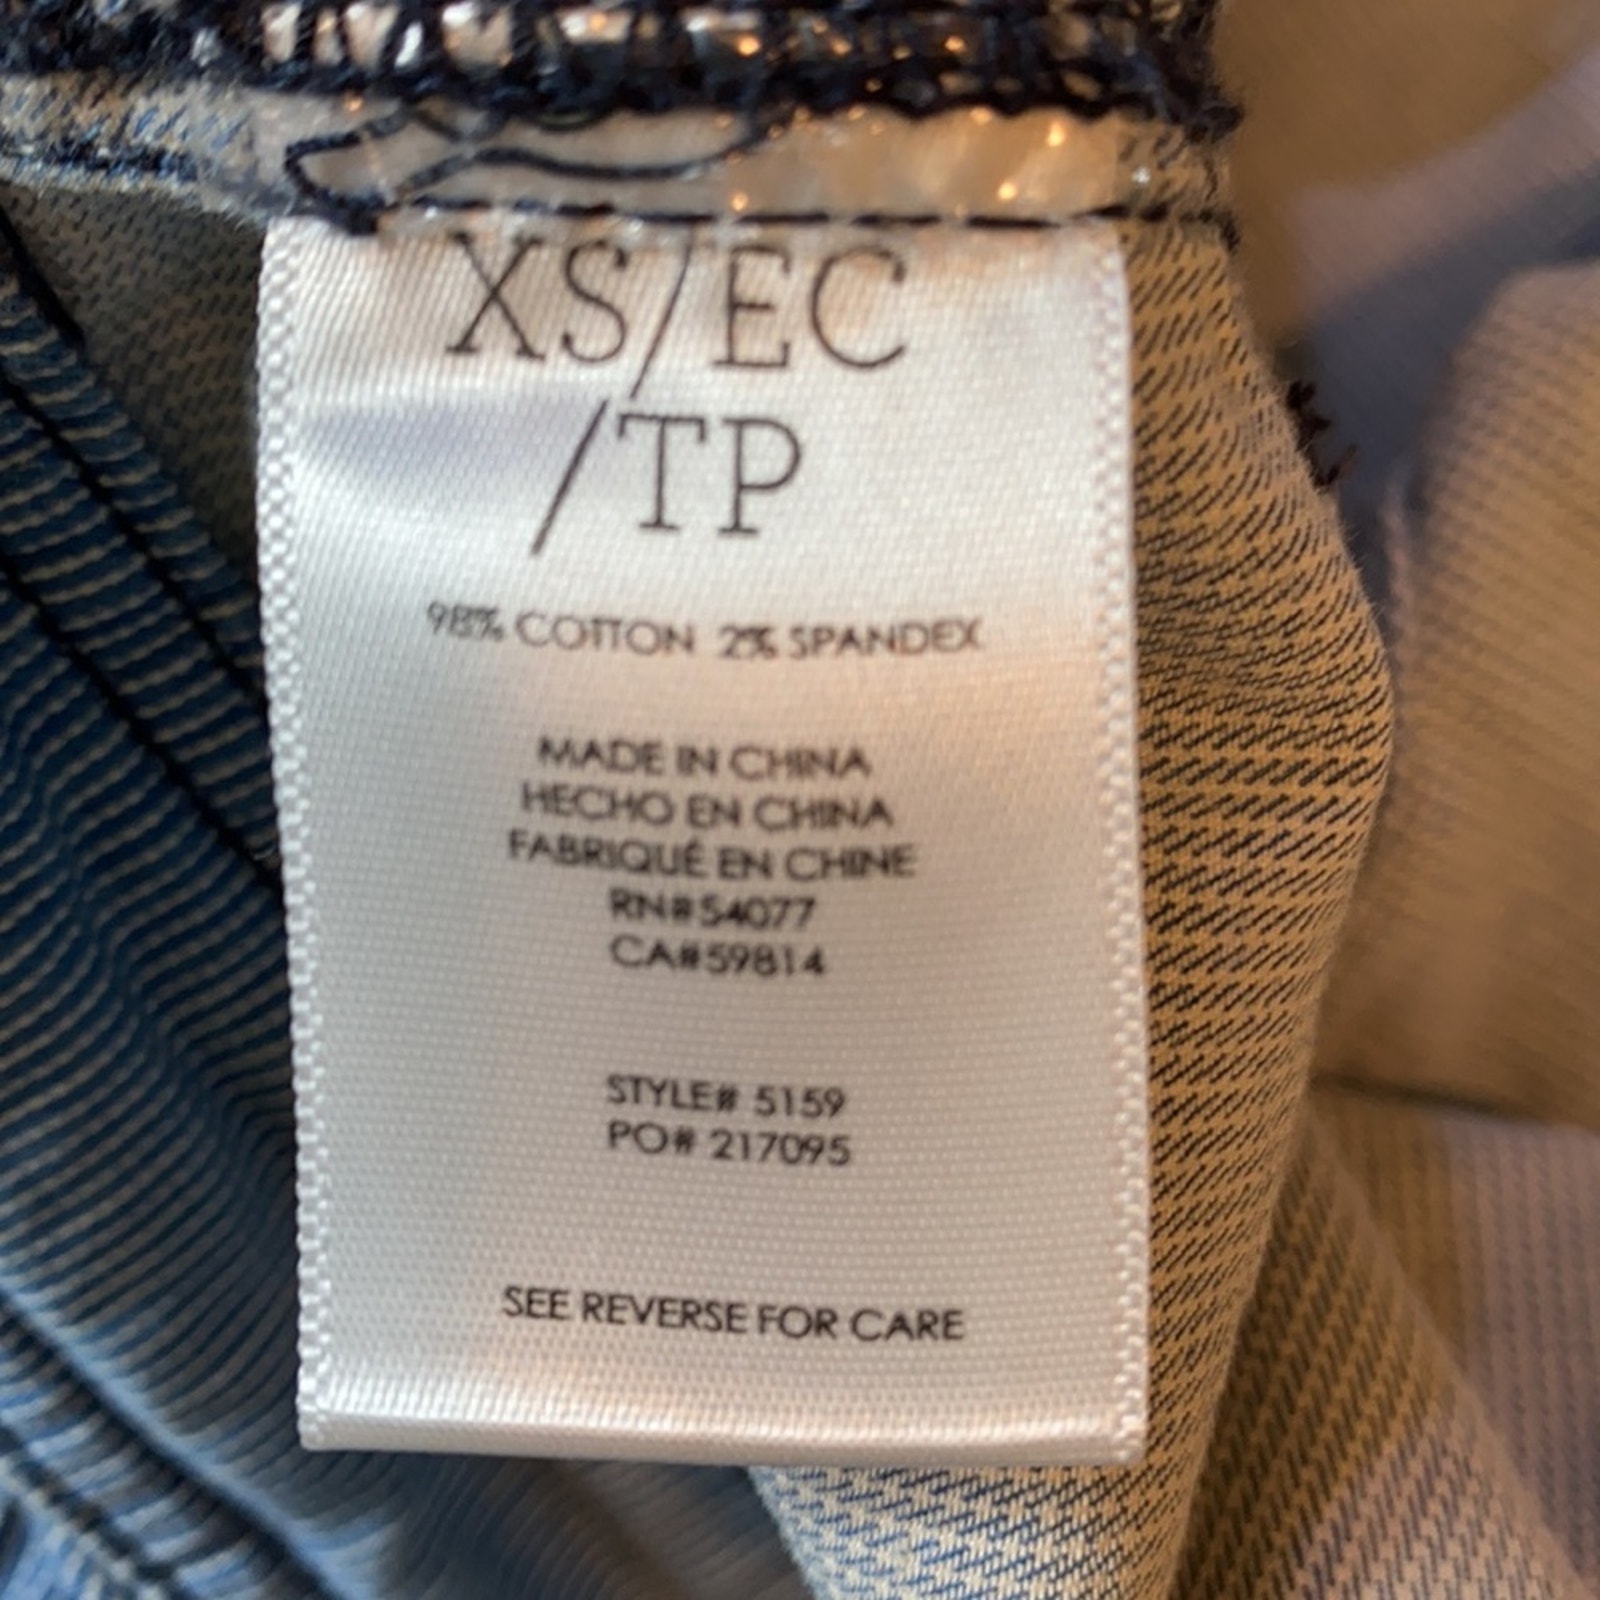 XS/EC
/TP
98% COTTON 2% SPANDEX
MADE IN CHINA
HECHO EN CHINA
FABRIQUÉ EN CHINE
RN#54077
CA#59814
STYLE# 5159
PO# 217095
SEE REVERSE FOR CARE